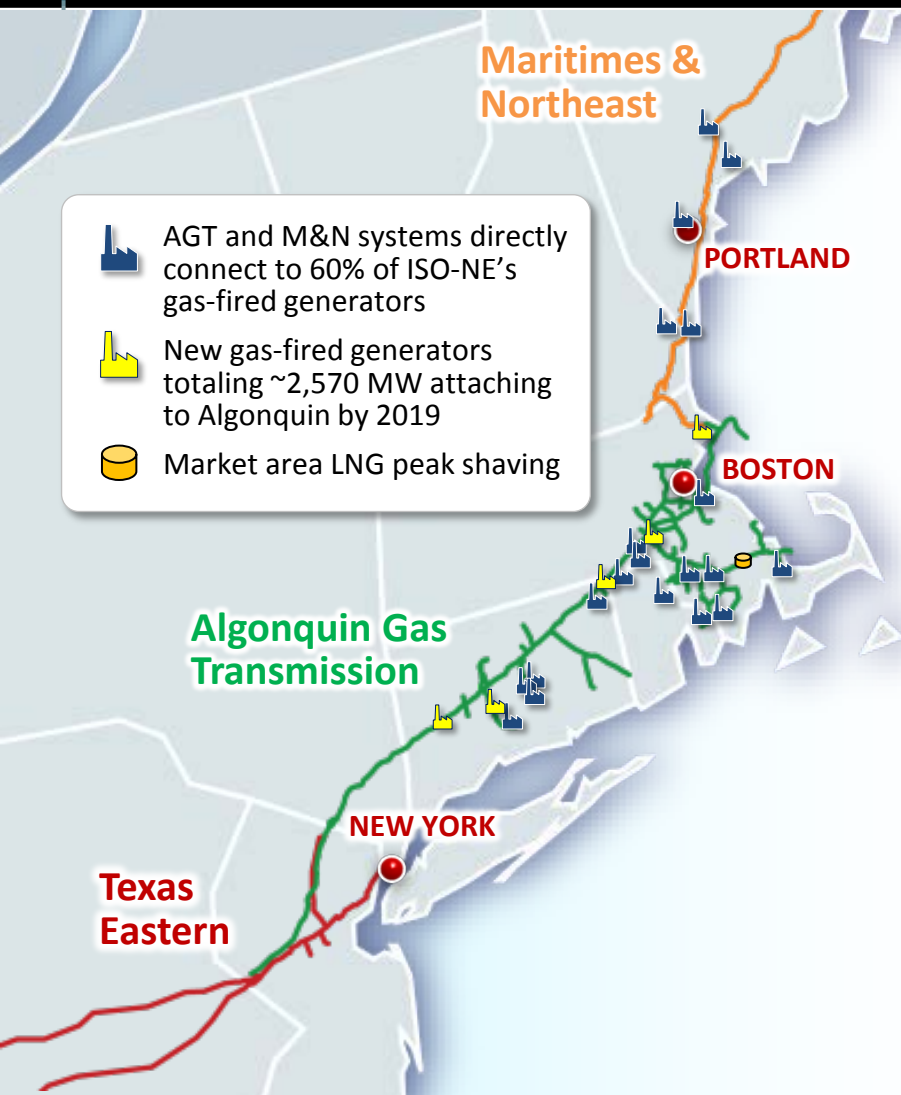 Maritimes &
Northeast
AGT and M&N systems directly
connect to 60% of ISO-NE's
gas-fired generators
New gas-fired generators
totaling ~2,570 MW attaching
to Algonquin by 2019
Market area LNG peak shaving
PORTLAND
BOSTON
Algonquin Gas
Transmission
NEW YORK
Texas
Eastern